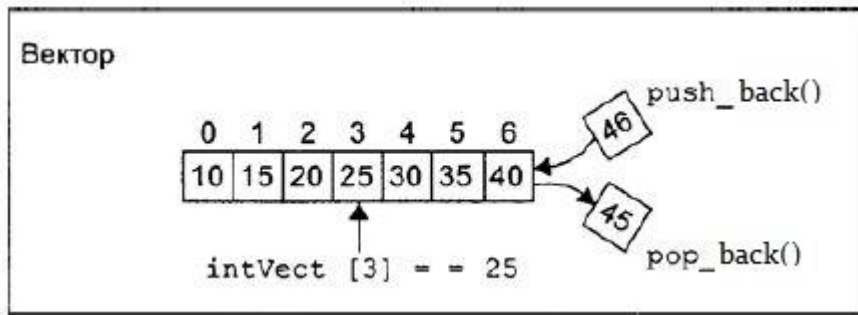 Вектор
push_back()
46
0 1 2 3 4 5 6
10 15 20 25 30 35 40
45
pop_back()
intVect [3] = = 25